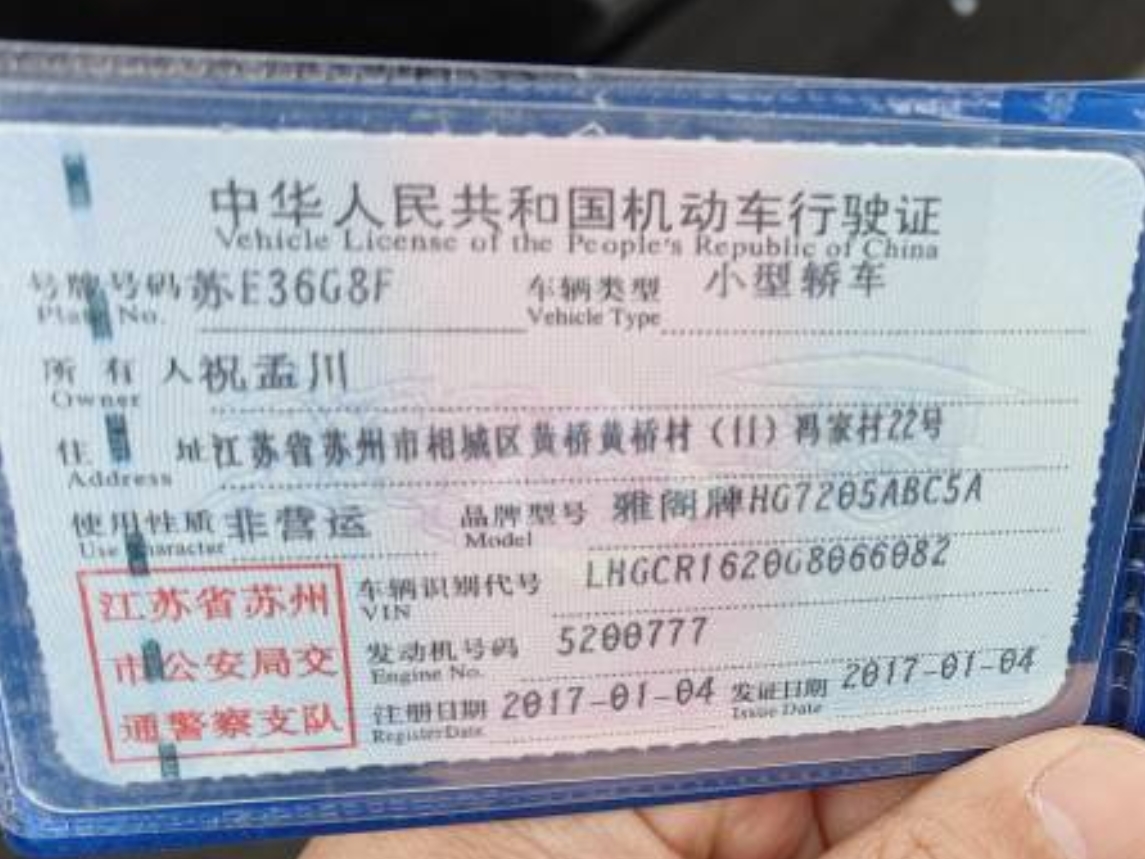 中华人民共和国机动车行驶证
Vehicle License of the People's Republic of China
号牌号码 苏E36G8F 车辆类型 小型轿车
Plate No. Vehicle Type
所有人 祝孟川
Owner
住址 江苏省苏州市相城区黄桥黄桥村（11）冯家村22号
Address
使用性质 非营运 品牌型号 雅阁牌HG7205ABC5A
Use Character Model
江苏省苏州 车辆识别代号 LHGCR1620G8066082
VIN
市公安局交 发动机号码 5200777
Engine No.
通警察支队 注册日期 2017-01-04 发证日期 2017-01-04
Register Date Issue Date